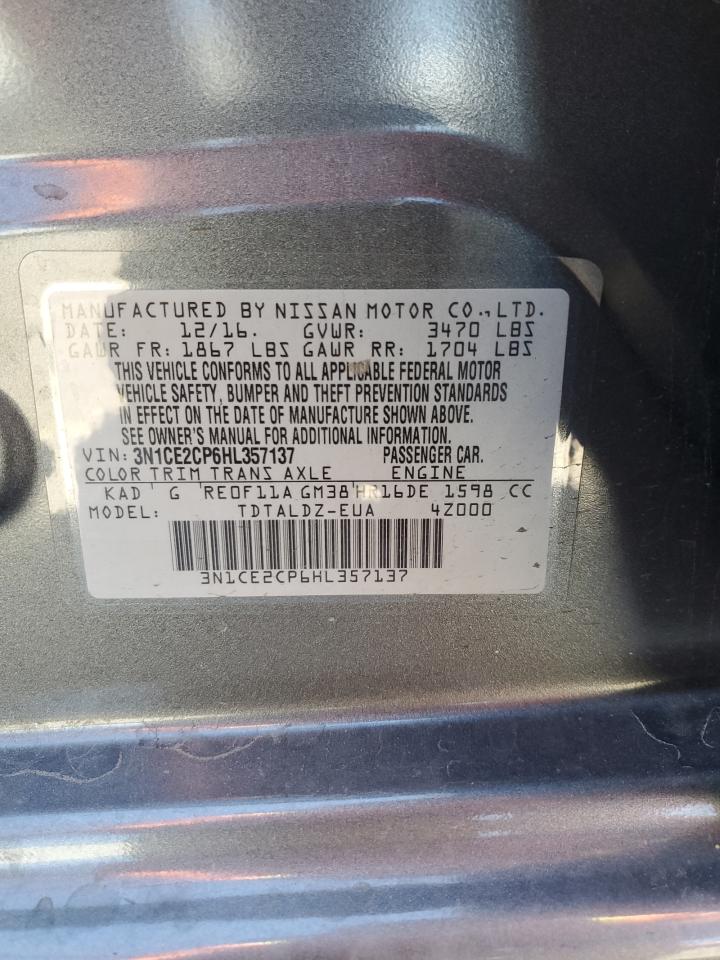 MANUFACTURED BY NISSAN MOTOR CO., LTD.
DATE: 12/16. GVWR: 3470 LBS
GAWR FR: 1867 LBS GAWR RR: 1704 LBS
THIS VEHICLE CONFORMS TO ALL APPLICABLE FEDERAL MOTOR
VEHICLE SAFETY, BUMPER AND THEFT PREVENTION STANDARDS
IN EFFECT ON THE DATE OF MANUFACTURE SHOWN ABOVE.
SEE OWNER'S MANUAL FOR ADDITIONAL INFORMATION.
VIN: 3N1CE2CP6HL357137 PASSENGER CAR.
COLOR TRIM TRANS AXLE ENGINE
KAD G RE0F11A GM38 HR16DE 1598 CC
MODEL: TDTALDZ-EUA 4Z000
3N1CE2CP6HL357137